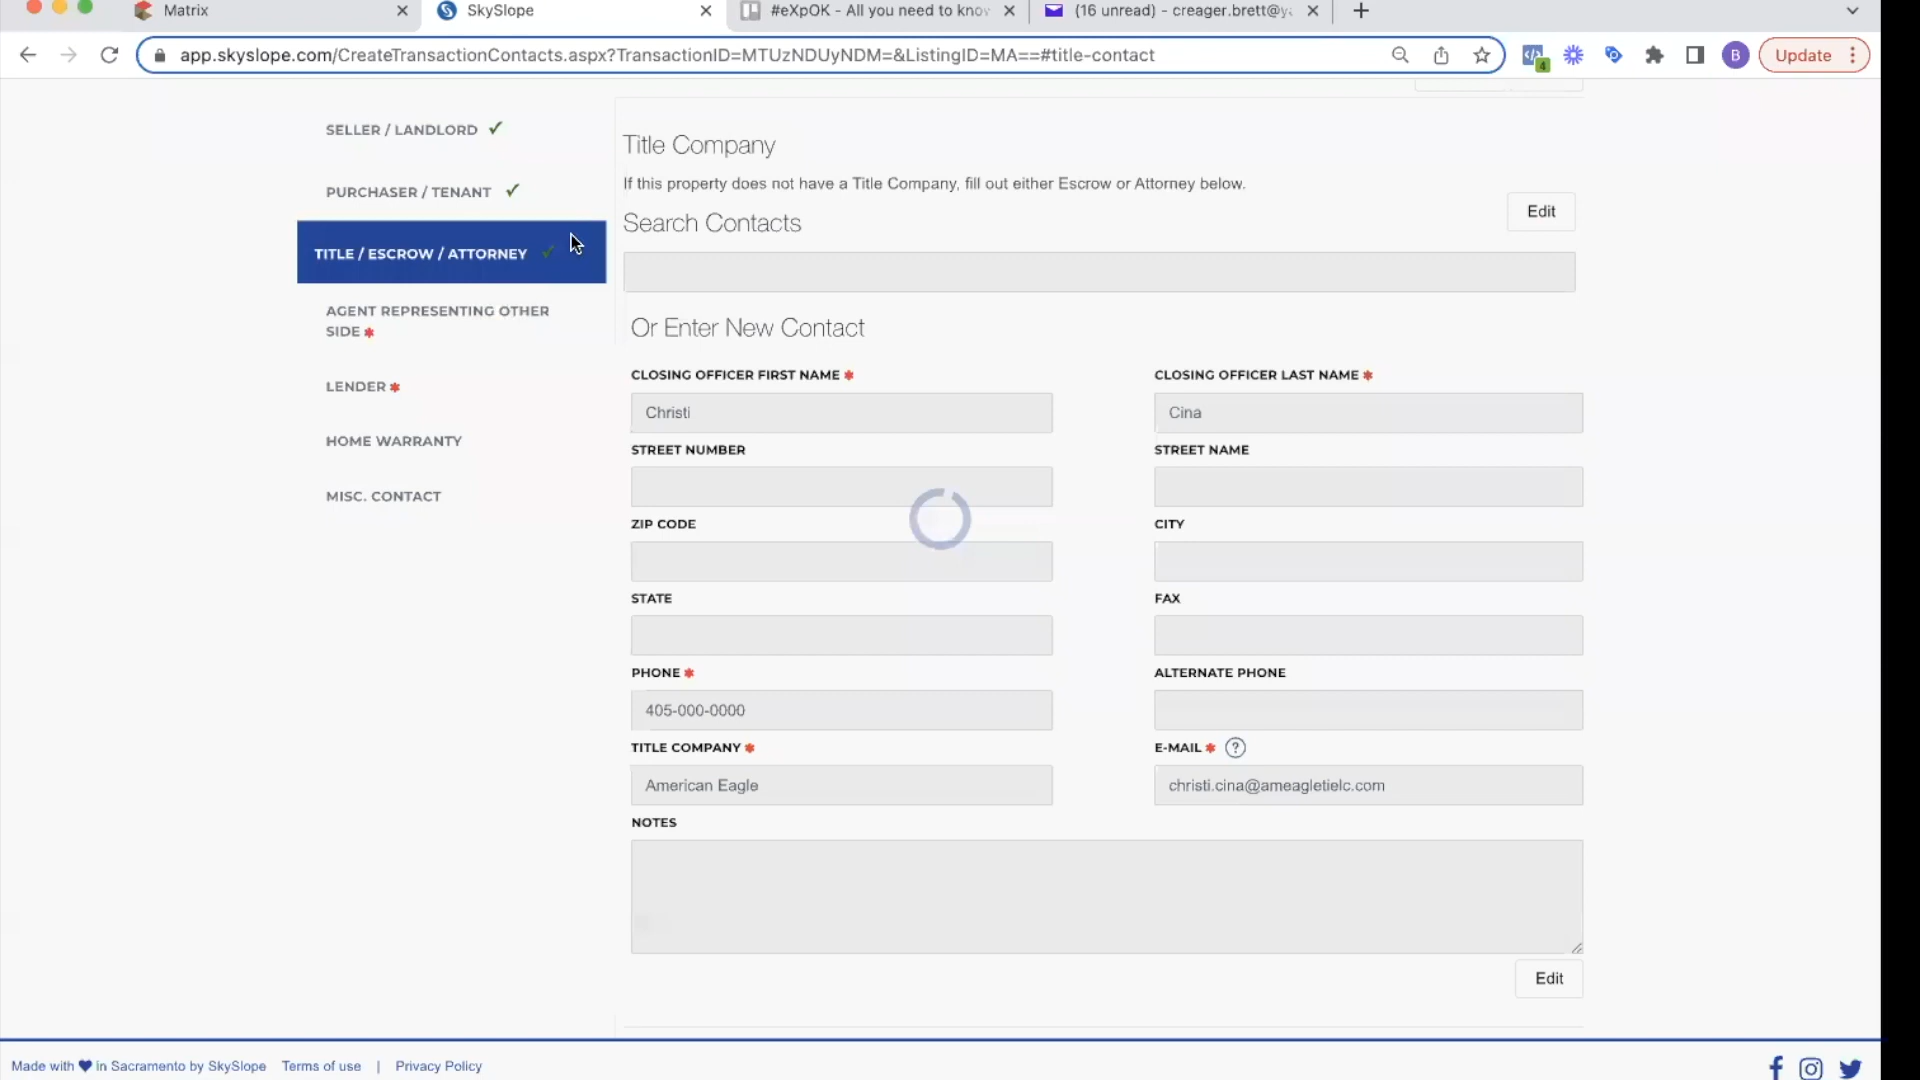 Matrix
SkySlope
#eXpOK - All you need to know
(16 unread) - creager.brett@ya
app.skyslope.com/CreateTransactionContacts.aspx?TransactionID=MTUzNDUyNDM=&ListingID=MA==#title-contact
4
B
Update
SELLER / LANDLORD
PURCHASER / TENANT
TITLE / ESCROW / ATTORNEY
AGENT REPRESENTING OTHER
SIDE *
LENDER *
HOME WARRANTY
MISC. CONTACT
Title Company
If this property does not have a Title Company, fill out either Escrow or Attorney below.
Edit
Search Contacts
Or Enter New Contact
CLOSING OFFICER FIRST NAME *
CLOSING OFFICER LAST NAME *
Christi
Cina
STREET NUMBER
STREET NAME
ZIP CODE
CITY
STATE
FAX
PHONE *
ALTERNATE PHONE
405-000-0000
TITLE COMPANY *
E-MAIL * ?
American Eagle
christi.cina@ameagletielc.com
NOTES
Edit
Made with ♥ in Sacramento by SkySlope Terms of use | Privacy Policy